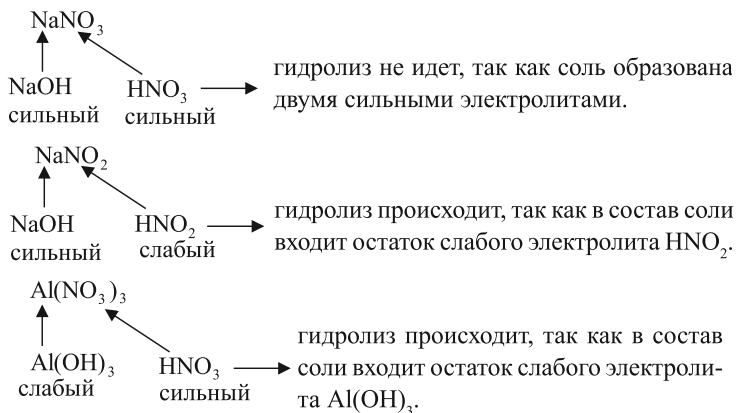 NaNO₃
NaOH HNO₃ гидролиз не идет, так как соль образована
сильный сильный двумя сильными электролитами.
NaNO₂
NaOH HNO₂ гидролиз происходит, так как в состав соли
сильный слабый входит остаток слабого электролита HNO₂.
Al(NO₃)₃
гидролиз происходит, так как в состав
Al(OH)₃ HNO₃ соли входит остаток слабого электроли-
слабый сильный та Al(OH)₃.